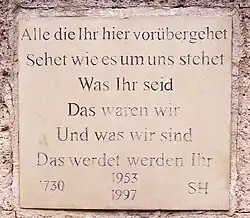 Alle die Ihr hier vorübergehet
Sehet wie es um uns stehet
Was Ihr seid
Das waren wir
Und was wir sind
Das werdet werden Ihr
1953
'730 1997 SH